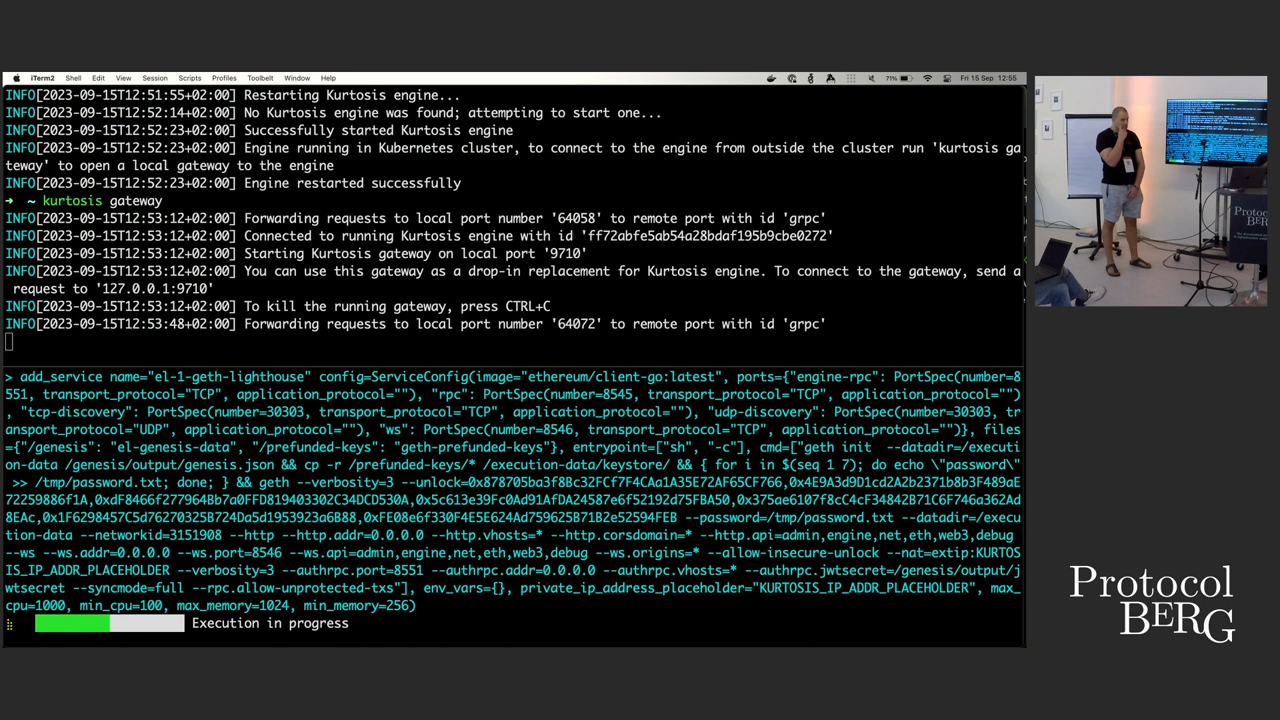 iTerm2 Shell Edit View Session Scripts Profiles Toolbelt Window Help 71% Fri 15 Sep 12:55
INFO[2023-09-15T12:51:55+02:00] Restarting Kurtosis engine...
INFO[2023-09-15T12:52:14+02:00] No Kurtosis engine was found; attempting to start one...
INFO[2023-09-15T12:52:23+02:00] Successfully started Kurtosis engine
INFO[2023-09-15T12:52:23+02:00] Engine running in Kubernetes cluster, to connect to the engine from outside the cluster run 'kurtosis ga
teway' to open a local gateway to the engine
INFO[2023-09-15T12:52:23+02:00] Engine restarted successfully
→ ~ kurtosis gateway
INFO[2023-09-15T12:53:12+02:00] Forwarding requests to local port number '64058' to remote port with id 'grpc'
INFO[2023-09-15T12:53:12+02:00] Connected to running Kurtosis engine with id 'ff72abfe5ab54a28bdaf195b9cbe0272'
INFO[2023-09-15T12:53:12+02:00] Starting Kurtosis gateway on local port '9710'
INFO[2023-09-15T12:53:12+02:00] You can use this gateway as a drop-in replacement for Kurtosis engine. To connect to the gateway, send a
request to '127.0.0.1:9710'
INFO[2023-09-15T12:53:12+02:00] To kill the running gateway, press CTRL+C
INFO[2023-09-15T12:53:48+02:00] Forwarding requests to local port number '64072' to remote port with id 'grpc'
> add_service name="el-1-geth-lighthouse" config=ServiceConfig(image="ethereum/client-go:latest", ports={"engine-rpc": PortSpec(number=8
551, transport_protocol="TCP", application_protocol=""), "rpc": PortSpec(number=8545, transport_protocol="TCP", application_protocol="")
, "tcp-discovery": PortSpec(number=30303, transport_protocol="TCP", application_protocol=""), "udp-discovery": PortSpec(number=30303, tr
ansport_protocol="UDP", application_protocol=""), "ws": PortSpec(number=8546, transport_protocol="TCP", application_protocol="")}, files
={"/genesis": "el-genesis-data", "/prefunded-keys": "geth-prefunded-keys"}, entrypoint=["sh", "-c"], cmd=["geth init  --datadir=/executi
on-data /genesis/output/genesis.json && cp -r /prefunded-keys/* /execution-data/keystore/ && { for i in $(seq 1 7); do echo \"password\"
>> /tmp/password.txt; done; } && geth --verbosity=3 --unlock=0x878705ba3f8Bc32FCf7F4CAa1A35E72AF65CF766,0x4E9A3d9D1cd2A2b2371b8b3F489aE
72259886f1A,0xdF8466f277964Bb7a0FFD819403302C34DCD530A,0x5c613e39Fc0Ad91AfDA24587e6f52192d75FBA50,0x375ae6107f8cC4cF34842B71C6F746a362Ad
8EAc,0x1F6298457C5d76270325B724Da5d1953923a6B88,0xFE08e6f330F4E5E624Ad759625B71B2e52594FEB --password=/tmp/password.txt --datadir=/execu
tion-data --networkid=3151908 --http --http.addr=0.0.0.0 --http.vhosts=* --http.corsdomain=* --http.api=admin,engine,net,eth,web3,debug
--ws --ws.addr=0.0.0.0 --ws.port=8546 --ws.api=admin,engine,net,eth,web3,debug --ws.origins=* --allow-insecure-unlock --nat=extip:KURTOS
IS_IP_ADDR_PLACEHOLDER --verbosity=3 --authrpc.port=8551 --authrpc.addr=0.0.0.0 --authrpc.vhosts=* --authrpc.jwtsecret=/genesis/output/j
wtsecret --syncmode=full --rpc.allow-unprotected-txs"], env_vars={}, private_ip_address_placeholder="KURTOSIS_IP_ADDR_PLACEHOLDER", max_
cpu=1000, min_cpu=100, max_memory=1024, min_memory=256)
Execution in progress
Protocol
BERG